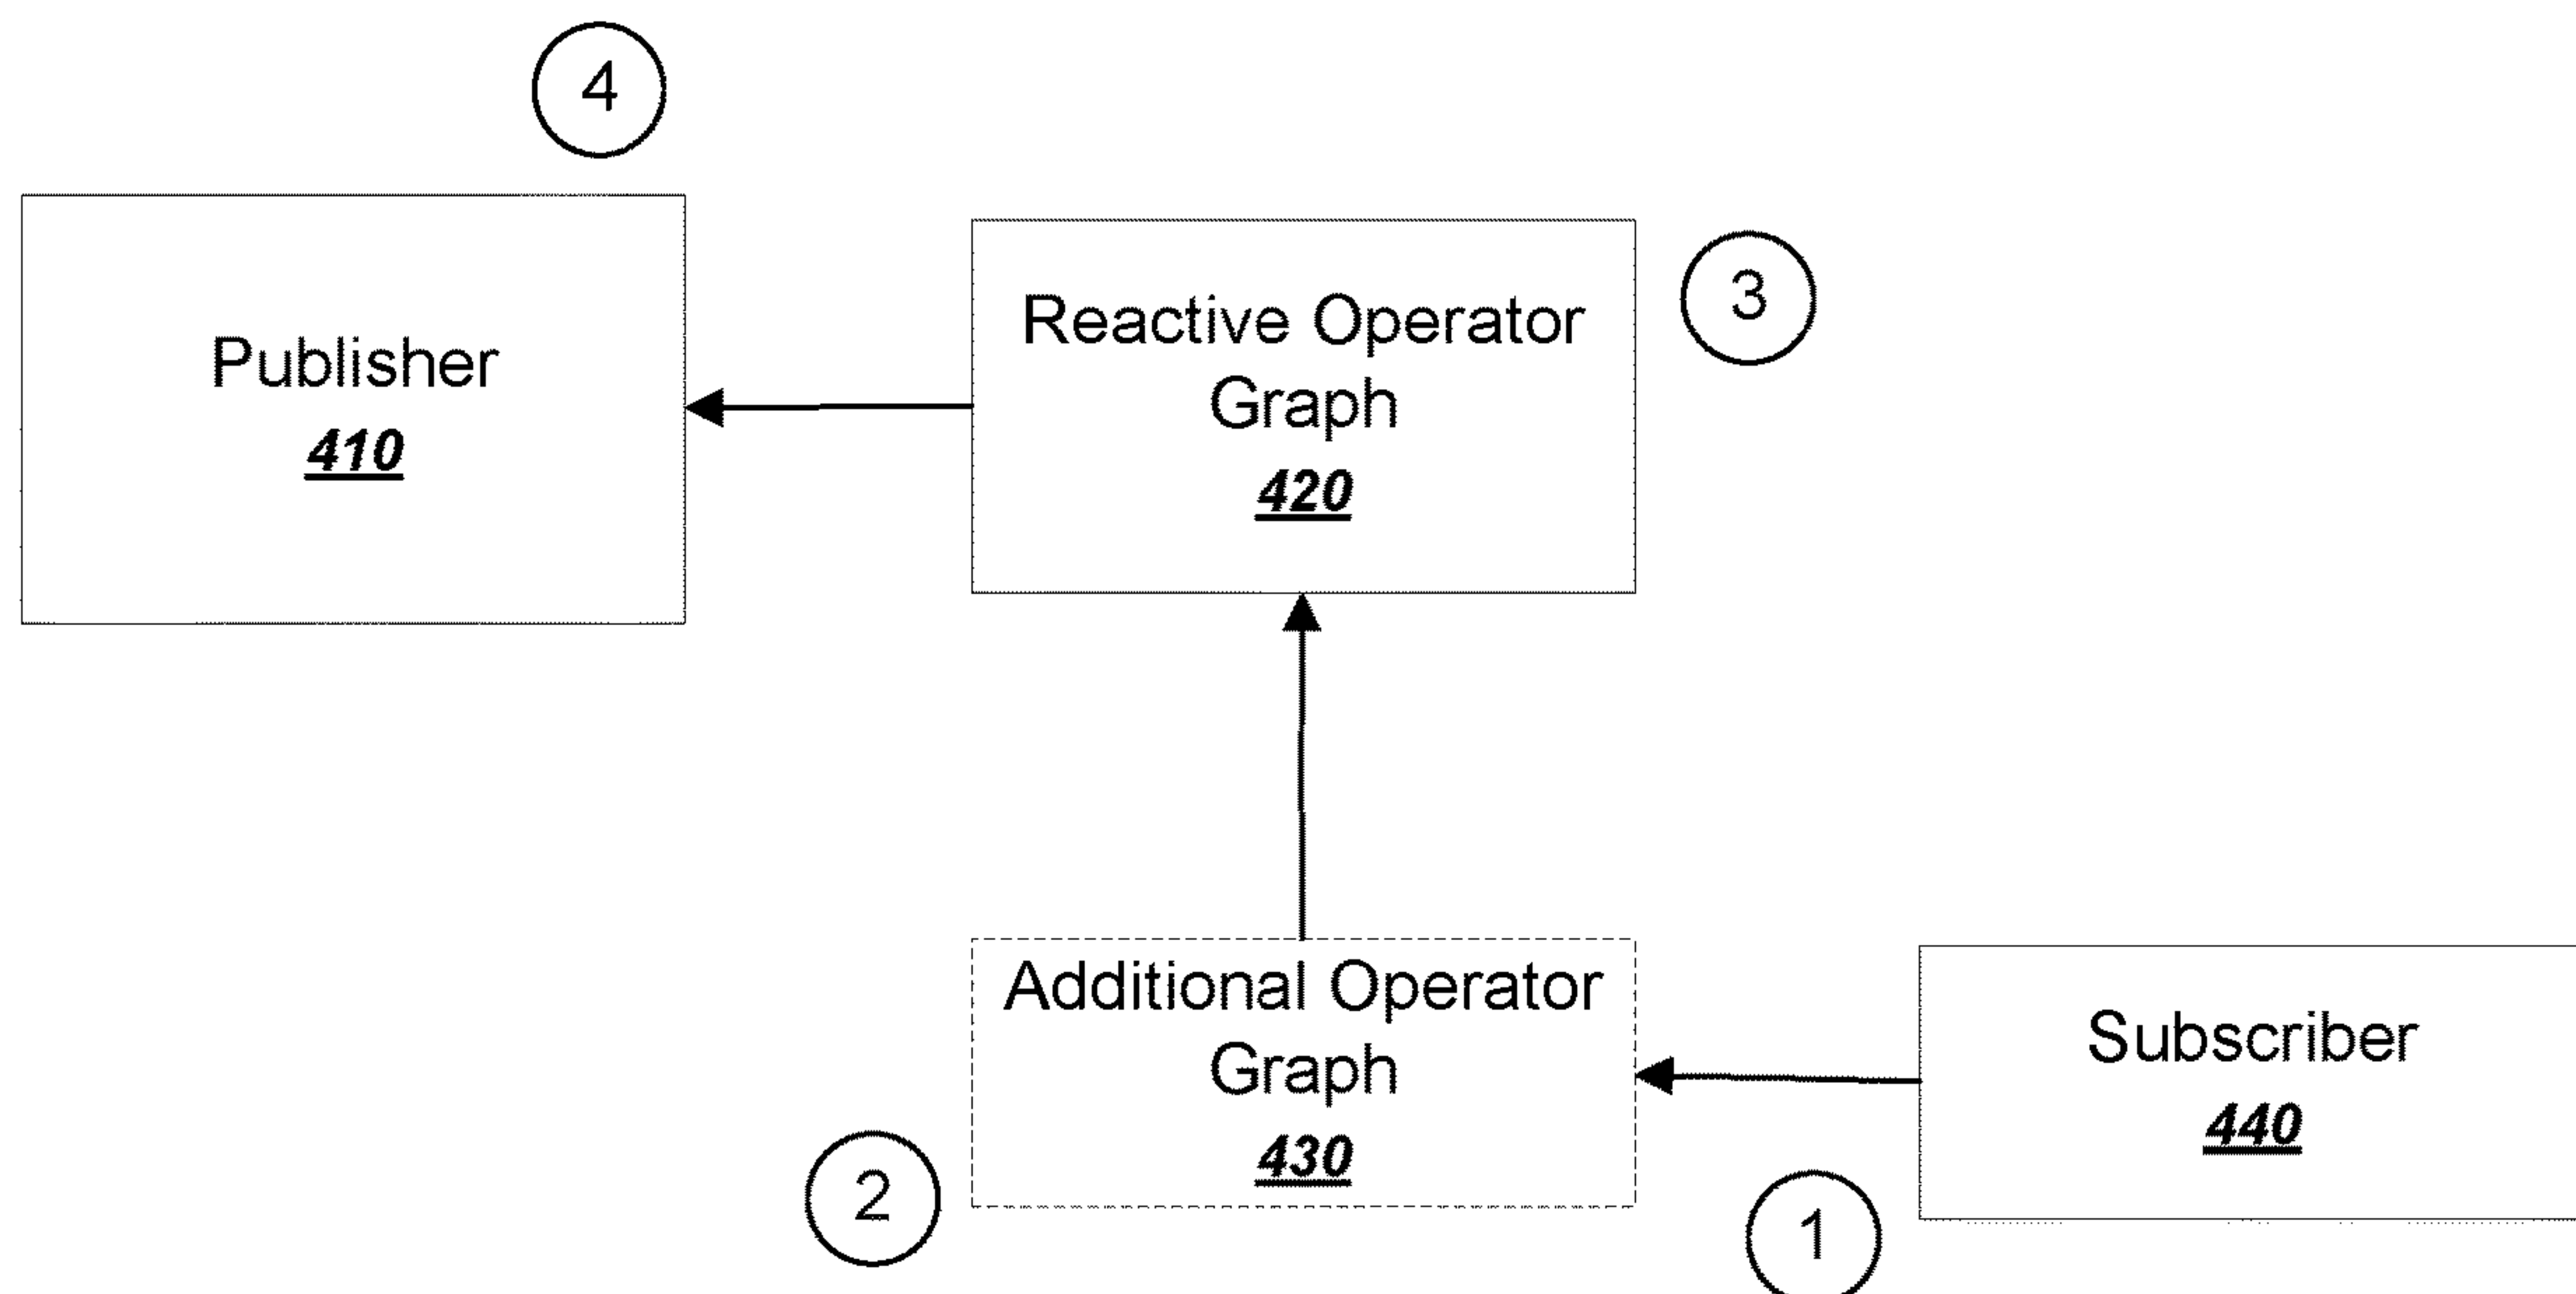 4
Publisher
410
Reactive Operator
Graph
420
3
Additional Operator
Graph
430
2
Subscriber
440
1